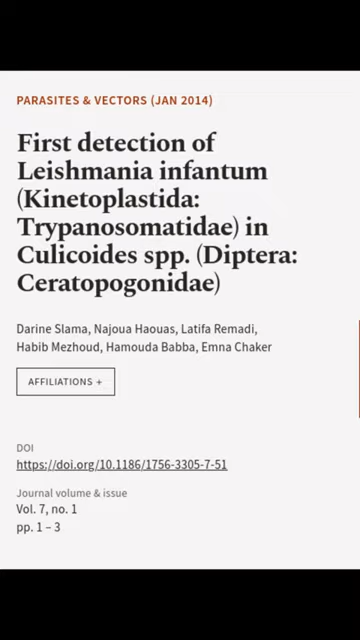 PARASITES & VECTORS (JAN 2014)
First detection of
Leishmania infantum
(Kinetoplastida:
Trypanosomatidae) in
Culicoides spp. (Diptera:
Ceratopogonidae)
Darine Slama, Najoua Haouas, Latifa Remadi,
Habib Mezhoud, Hamouda Babba, Emna Chaker
AFFILIATIONS +
DOI
https://doi.org/10.1186/1756-3305-7-51
Journal volume & issue
Vol. 7, no. 1
pp. 1 – 3